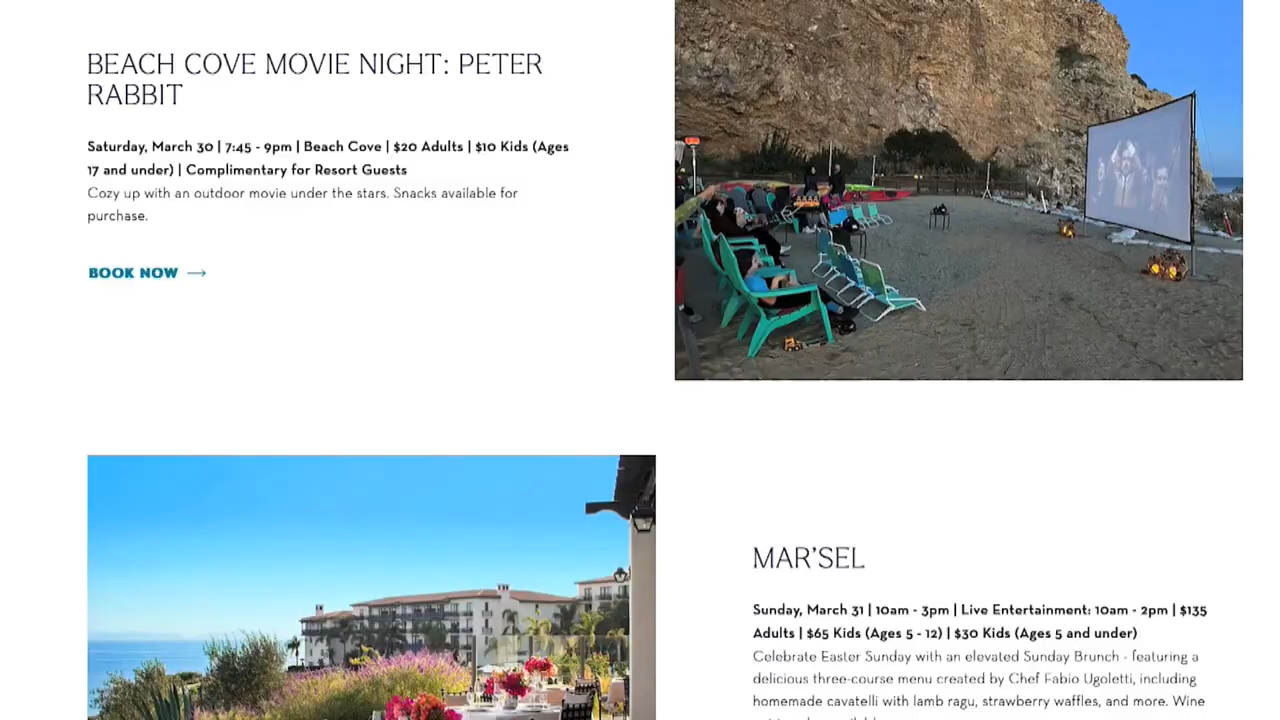 BEACH COVE MOVIE NIGHT: PETER
RABBIT
Saturday, March 30 | 7:45 - 9pm | Beach Cove | $20 Adults | $10 Kids (Ages
17 and under) | Complimentary for Resort Guests
Cozy up with an outdoor movie under the stars. Snacks available for
purchase.
BOOK NOW →
MAR'SEL
Sunday, March 31 | 10am - 3pm | Live Entertainment: 10am - 2pm | $135
Adults | $65 Kids (Ages 5 - 12) | $30 Kids (Ages 5 and under)
Celebrate Easter Sunday with an elevated Sunday Brunch - featuring a
delicious three-course menu created by Chef Fabio Ugoletti, including
homemade cavatelli with lamb ragu, strawberry waffles, and more. Wine